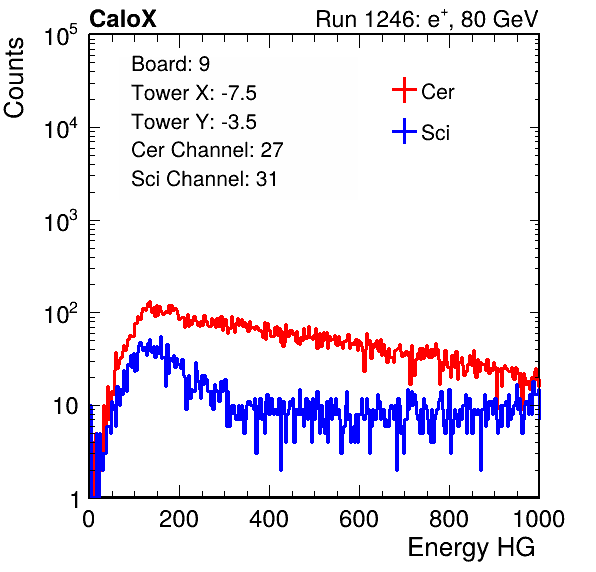 CaloX Run 1246: e⁺, 80 GeV
Counts
Board: 9
Tower X: -7.5
Tower Y: -3.5
Cer Channel: 27
Sci Channel: 31
Cer
Sci
10⁵
10⁴
10³
10²
10
1
0 200 400 600 800 1000
Energy HG